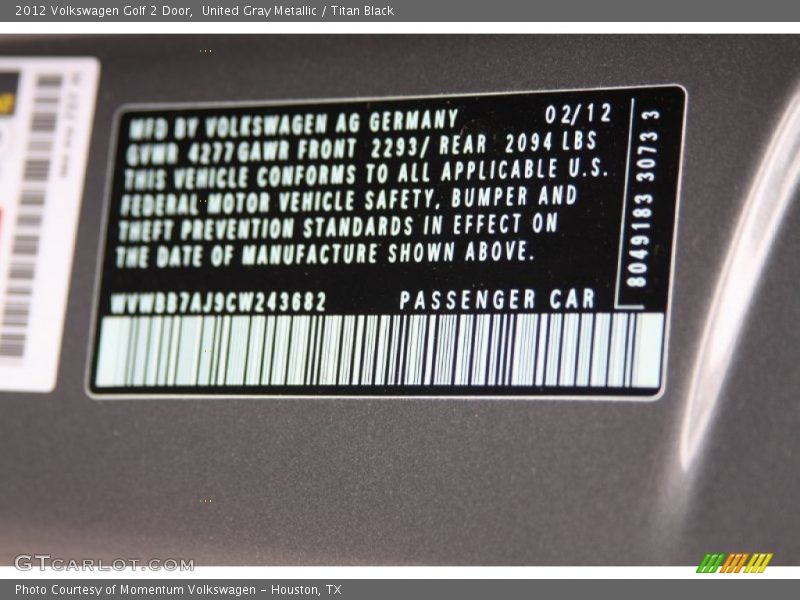 2012 Volkswagen Golf 2 Door, United Gray Metallic / Titan Black
MFD BY VOLKSWAGEN AG GERMANY 02/12
GVWR 4277 GAWR FRONT 2293/ REAR 2094 LBS
THIS VEHICLE CONFORMS TO ALL APPLICABLE U.S.
FEDERAL MOTOR VEHICLE SAFETY, BUMPER AND
THEFT PREVENTION STANDARDS IN EFFECT ON
THE DATE OF MANUFACTURE SHOWN ABOVE.
WVWBB7AJ9CW243682 PASSENGER CAR
8049183 3073 3
GTCARLOT.COM
Photo Courtesy of Momentum Volkswagen – Houston, TX